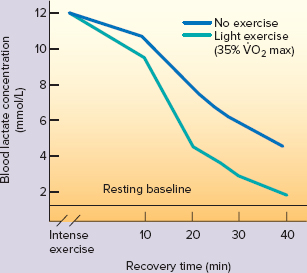 Blood lactate concentration
(mmol/L)
12
10
8
6
4
2
No exercise
Light exercise
(35% V̇O₂ max)
Resting baseline
Intense
exercise
10
20
30
40
Recovery time (min)